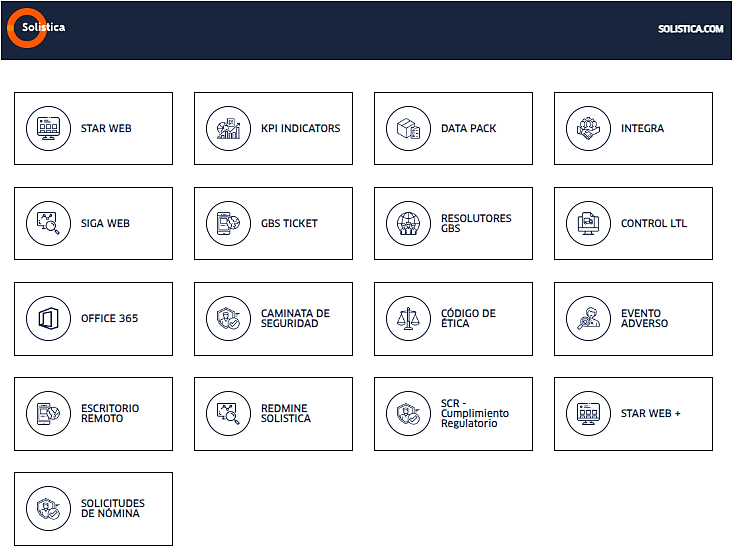 Solistica
SOLISTICA.COM
STAR WEB
KPI INDICATORS
DATA PACK
INTEGRA
SIGA WEB
GBS TICKET
RESOLUTORES
GBS
CONTROL LTL
OFFICE 365
CAMINATA DE
SEGURIDAD
CÓDIGO DE
ÉTICA
EVENTO
ADVERSO
ESCRITORIO
REMOTO
REDMINE
SOLISTICA
SCR -
Cumplimiento
Regulatorio
STAR WEB +
SOLICITUDES
DE NÓMINA